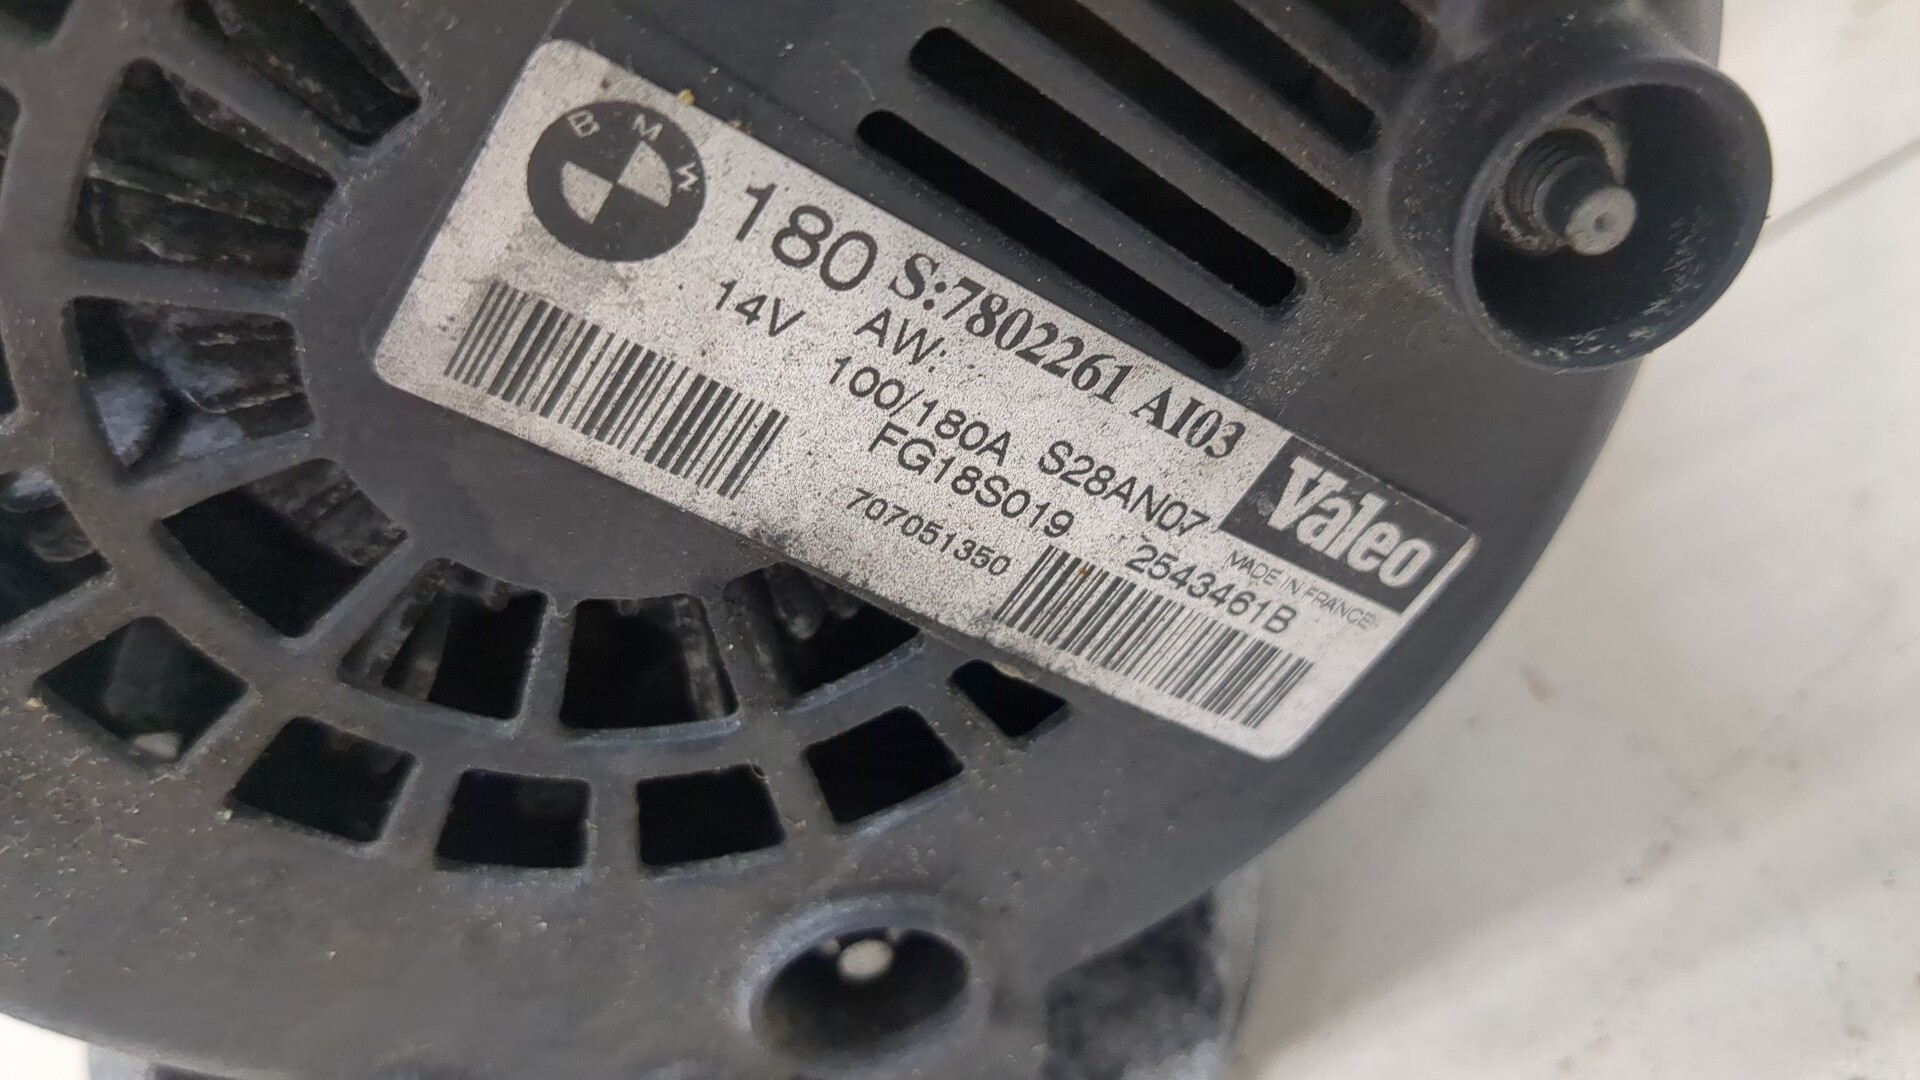 BMW
180 S:7802261 AI03
AW:
14V 100/180A S28AN07
FG18S019 2543461B
707051350
Valeo
MADE IN FRANCE